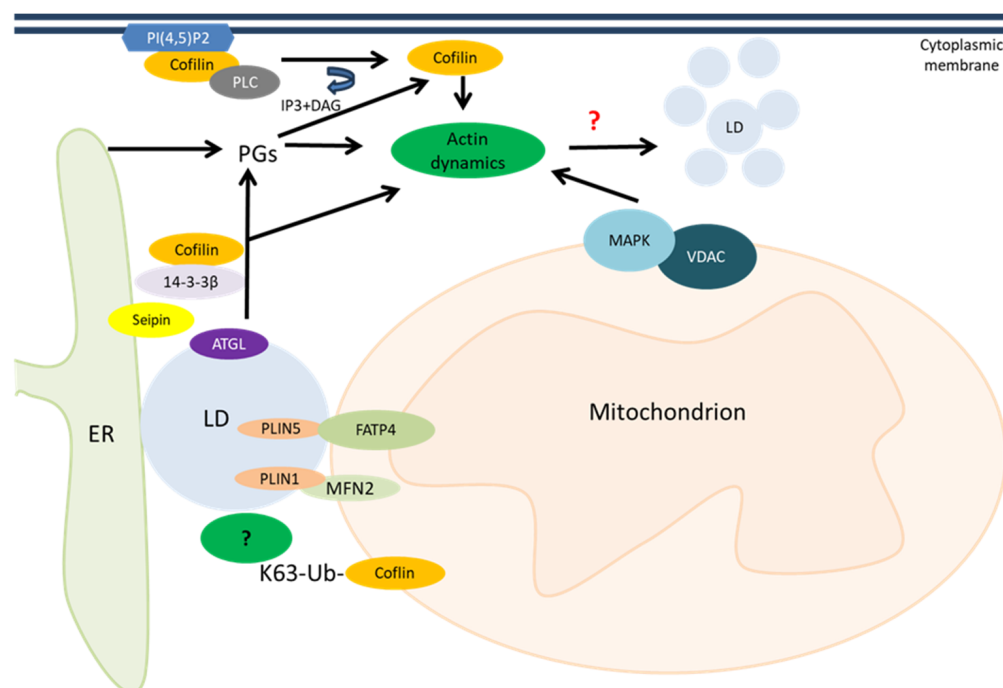 PI(4,5)P2
Cofilin
PLC
IP3+DAG
Cofilin
Cytoplasmic
membrane
LD
?
Actin
dynamics
PGs
MAPK
VDAC
Cofilin
14-3-3β
Seipin
ATGL
LD
ER
PLIN5
FATP4
Mitochondrion
PLIN1
MFN2
?
K63-Ub-
Coflin